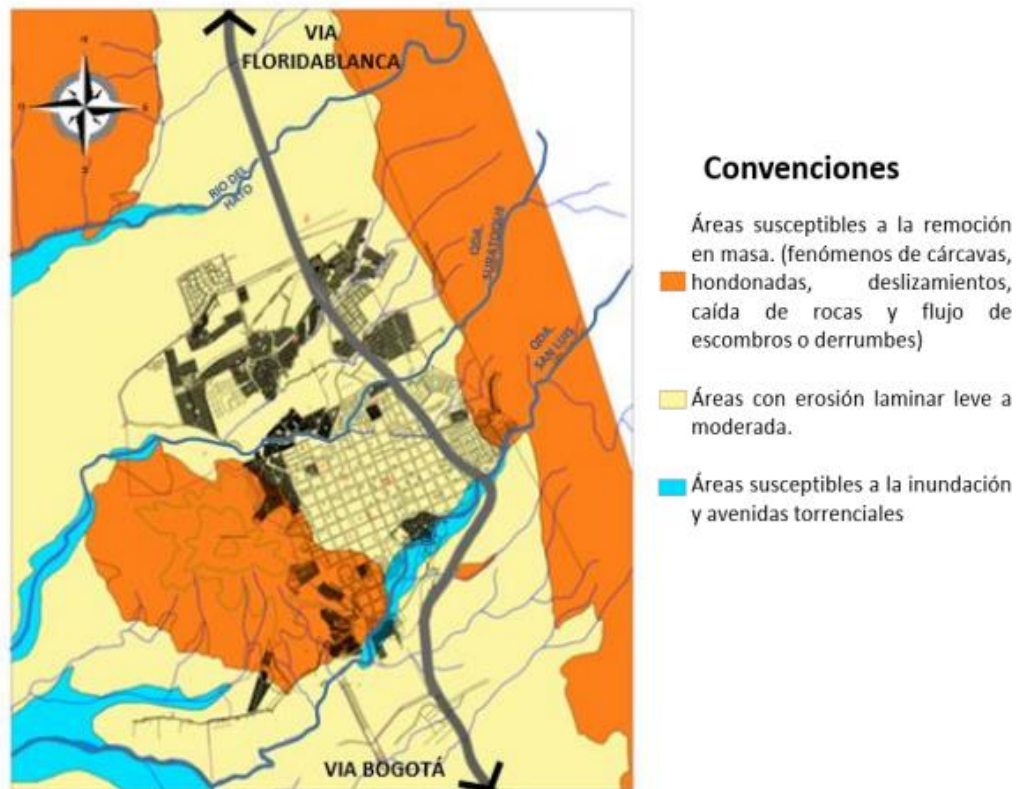 VIA
FLORIDABLANCA
RIO DEL
HATO
QDA.
SURATOQUE
QDA.
SAN LUIS
VIA BOGOTÁ
Convenciones
Áreas susceptibles a la remoción
en masa. (fenómenos de cárcavas,
hondonadas, deslizamientos,
caída de rocas y flujo de
escombros o derrumbes)
Áreas con erosión laminar leve a
moderada.
Áreas susceptibles a la inundación
y avenidas torrenciales